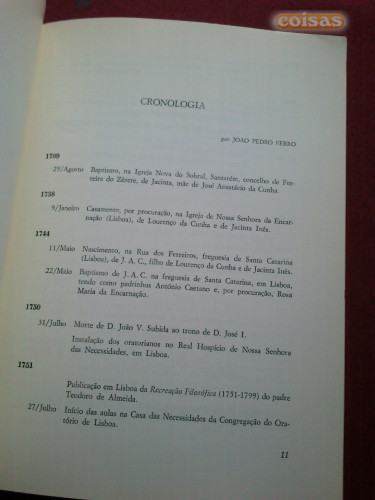 coisas
CRONOLOGIA
por JOÃO PEDRO FERRO
1709
25/Agosto Baptismo, na Igreja Nova do Sobral, Santarém, concelho de Fer-
reira do Zêzere, de Jacinta, mãe de José Anastácio da Cunha.
1738
9/Janeiro Casamento, por procuração, na Igreja de Nossa Senhora da Encar-
nação (Lisboa), de Lourenço da Cunha e de Jacinta Inês.
1744
11/Maio Nascimento, na Rua dos Ferreiros, freguesia de Santa Catarina
(Lisboa), de J. A. C., filho de Lourenço da Cunha e de Jacinta Inês.
22/Maio Baptismo de J. A. C. na freguesia de Santa Catarina, em Lisboa,
tendo como padrinhos António Caetano e, por procuração, Rosa
Maria da Encarnação.
1750
31/Julho Morte de D. João V. Subida ao trono de D. José I.
Instalação dos oratorianos no Real Hospício de Nossa Senhora
das Necessidades, em Lisboa.
1751
Publicação em Lisboa da Recreação Filosófica (1751-1799) do padre
Teodoro de Almeida.
27/Julho Início das aulas na Casa das Necessidades da Congregação do Ora-
tório de Lisboa.
11